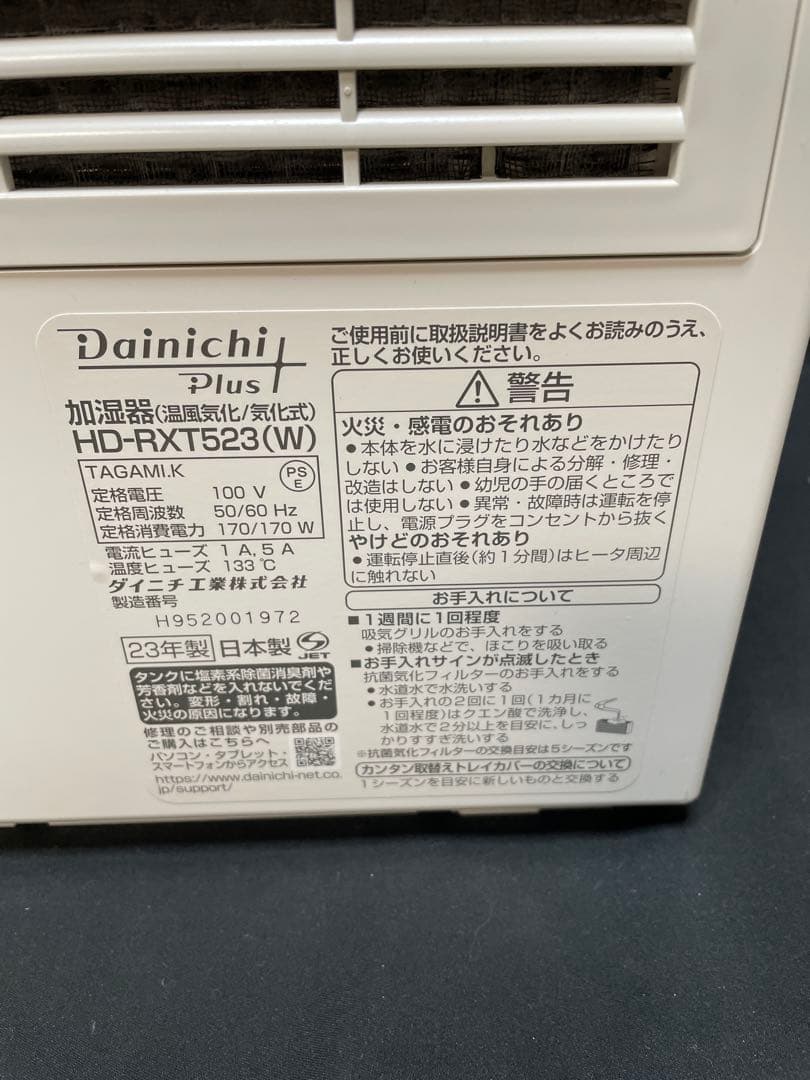 Dainichi
Plus
加湿器(温風気化/気化式)
HD-RXT523(W)
TAGAMI.K
PS
E
定格電圧 100 V
定格周波数 50/60 Hz
定格消費電力 170/170 W
電流ヒューズ 1 A, 5 A
温度ヒューズ 133℃
ダイニチ工業株式会社
製造番号
H952001972
23年製 日本製
JET
タンクに塩素系除菌消臭剤や
芳香剤などを入れないでくだ
さい。変形・割れ・故障・
火災の原因になります。
修理のご相談や別売部品の
ご購入はこちらへ
パソコン・タブレット・
スマートフォンからアクセス
https://www.dainichi-net.co.
jp/support/
ご使用前に取扱説明書をよくお読みのうえ、
正しくお使いください。
警告
火災・感電のおそれあり
●本体を水に浸けたり水などをかけたり
しない ●お客様自身による分解・修理・
改造はしない ●幼児の手の届くところで
は使用しない ●異常・故障時は運転を停
止し、電源プラグをコンセントから抜く
やけどのおそれあり
●運転停止直後(約1分間)はヒータ周辺
に触れない
お手入れについて
■1週間に1回程度
吸気グリルのお手入れをする
●掃除機などで、ほこりを吸い取る
■お手入れサインが点滅したとき
抗菌気化フィルターのお手入れをする
●水道水で水洗いする
●お手入れの2回に1回(1カ月に
1回程度)はクエン酸で洗浄し、
水道水で2分以上を目安に、しっ
かりすすぎ洗いする
※抗菌気化フィルターの交換目安は5シーズンです
カンタン取替えトレイカバーの交換について
1シーズンを目安に新しいものと交換する